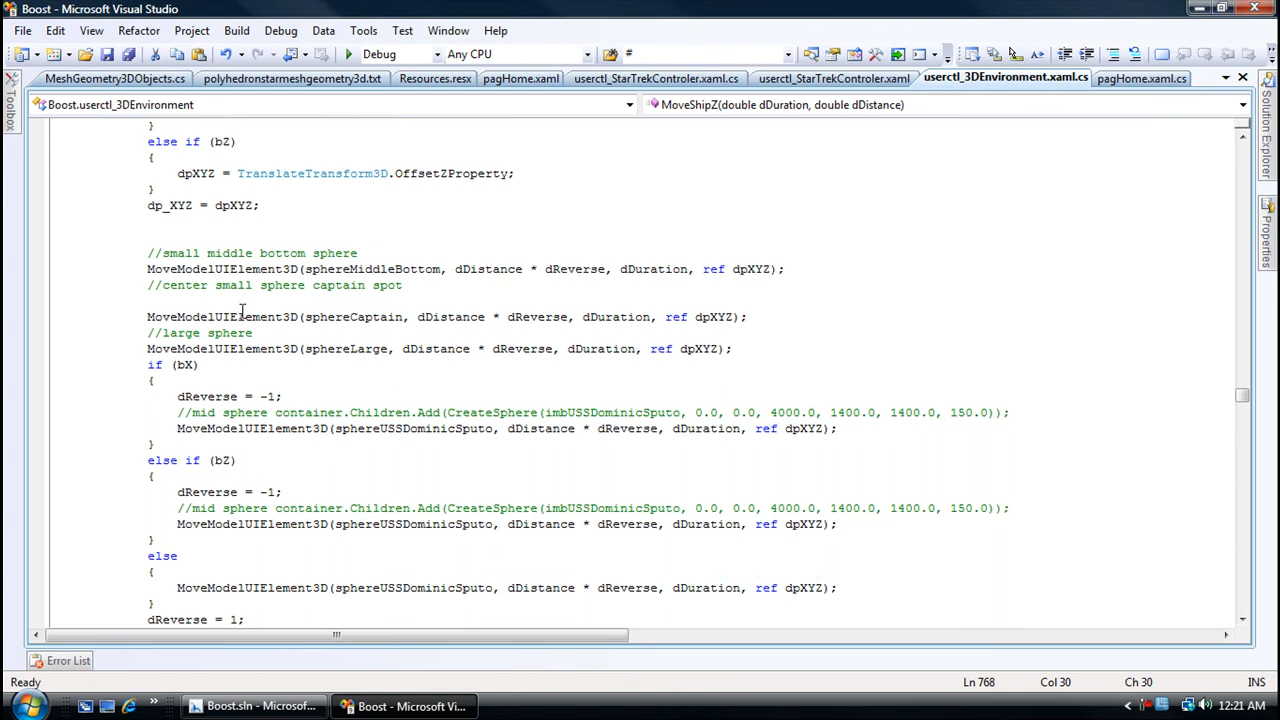 Boost - Microsoft Visual Studio
File Edit View Refactor Project Build Debug Data Tools Test Window Help
Debug Any CPU #
MeshGeometry3DObjects.cs polyhedronstarmeshgeometry3d.txt Resources.resx pagHome.xaml userctl_StarTrekControler.xaml.cs userctl_StarTrekControler.xaml userctl_3DEnvironment.xaml.cs pagHome.xaml.cs
Toolbox
Solution Explorer
Properties
Boost.userctl_3DEnvironment MoveShipZ(double dDuration, double dDistance)
}
else if (bZ)
{
dpXYZ = TranslateTransform3D.OffsetZProperty;
}
dp_XYZ = dpXYZ;
//small middle bottom sphere
MoveModelUIElement3D(sphereMiddleBottom, dDistance * dReverse, dDuration, ref dpXYZ);
//center small sphere captain spot
MoveModelUIElement3D(sphereCaptain, dDistance * dReverse, dDuration, ref dpXYZ);
//large sphere
MoveModelUIElement3D(sphereLarge, dDistance * dReverse, dDuration, ref dpXYZ);
if (bX)
{
dReverse = -1;
//mid sphere container.Children.Add(CreateSphere(imbUSSDominicSputo, 0.0, 0.0, 4000.0, 1400.0, 1400.0, 150.0));
MoveModelUIElement3D(sphereUSSDominicSputo, dDistance * dReverse, dDuration, ref dpXYZ);
}
else if (bZ)
{
dReverse = -1;
//mid sphere container.Children.Add(CreateSphere(imbUSSDominicSputo, 0.0, 0.0, 4000.0, 1400.0, 1400.0, 150.0));
MoveModelUIElement3D(sphereUSSDominicSputo, dDistance * dReverse, dDuration, ref dpXYZ);
}
else
{
MoveModelUIElement3D(sphereUSSDominicSputo, dDistance * dReverse, dDuration, ref dpXYZ);
}
dReverse = 1;
Error List
Ready Ln 768 Col 30 Ch 30 INS
Boost.sln - Microsof... Boost - Microsoft Vi... 12:21 AM